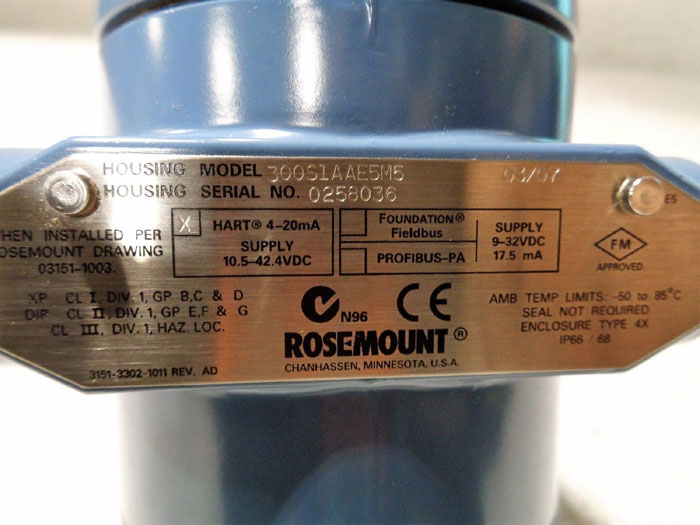 HOUSING MODEL 300S1AAE5M5 03/07
HOUSING SERIAL NO. 0258036
E5
HEN INSTALLED PER
OSEMOUNT DRAWING
03151-1003.
X HART® 4-20mA
SUPPLY
10.5-42.4VDC
FOUNDATION®
Fieldbus
PROFIBUS-PA
SUPPLY
9-32VDC
17.5 mA
FM
APPROVED
XP CL I, DIV. 1, GP B,C & D
DIP CL II, DIV. 1, GP E,F & G
CL III, DIV. 1, HAZ. LOC.
N96 CE
AMB TEMP LIMITS: -50 to 85°C
SEAL NOT REQUIRED
ENCLOSURE TYPE 4X
IP66 / 68
ROSEMOUNT®
CHANHASSEN, MINNESOTA, U.S.A.
3151-3302-1011 REV. AD